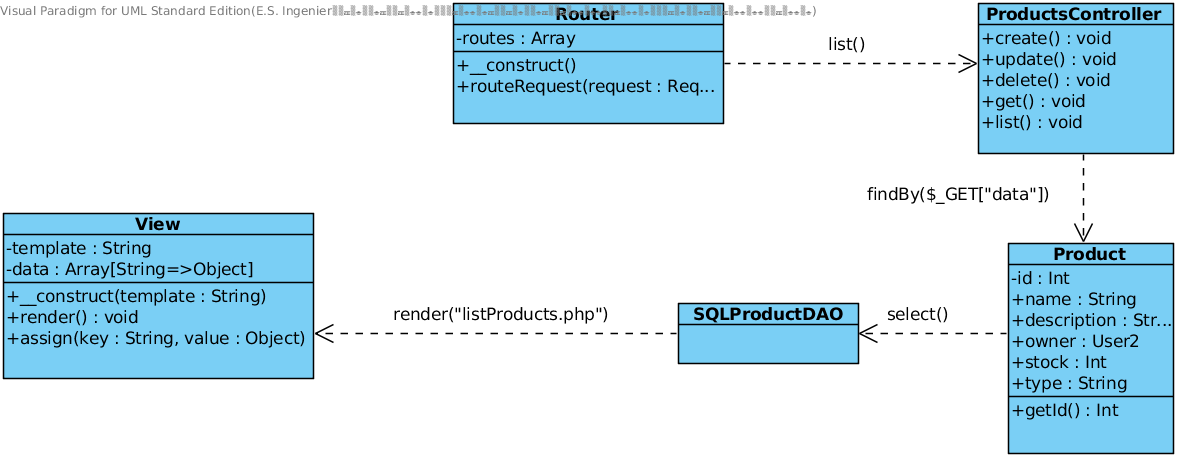 Visual Paradigm for UML Standard Edition(E.S. Ingenier
Router
-routes : Array
+__construct()
+routeRequest(request : Req...
list()
ProductsController
+create() : void
+update() : void
+delete() : void
+get() : void
+list() : void
findBy($_GET["data"])
View
-template : String
-data : Array[String=>Object]
+__construct(template : String)
+render() : void
+assign(key : String, value : Object)
render("listProducts.php")
SQLProductDAO
select()
Product
-id : Int
+name : String
+description : Str...
+owner : User2
+stock : Int
+type : String
+getId() : Int